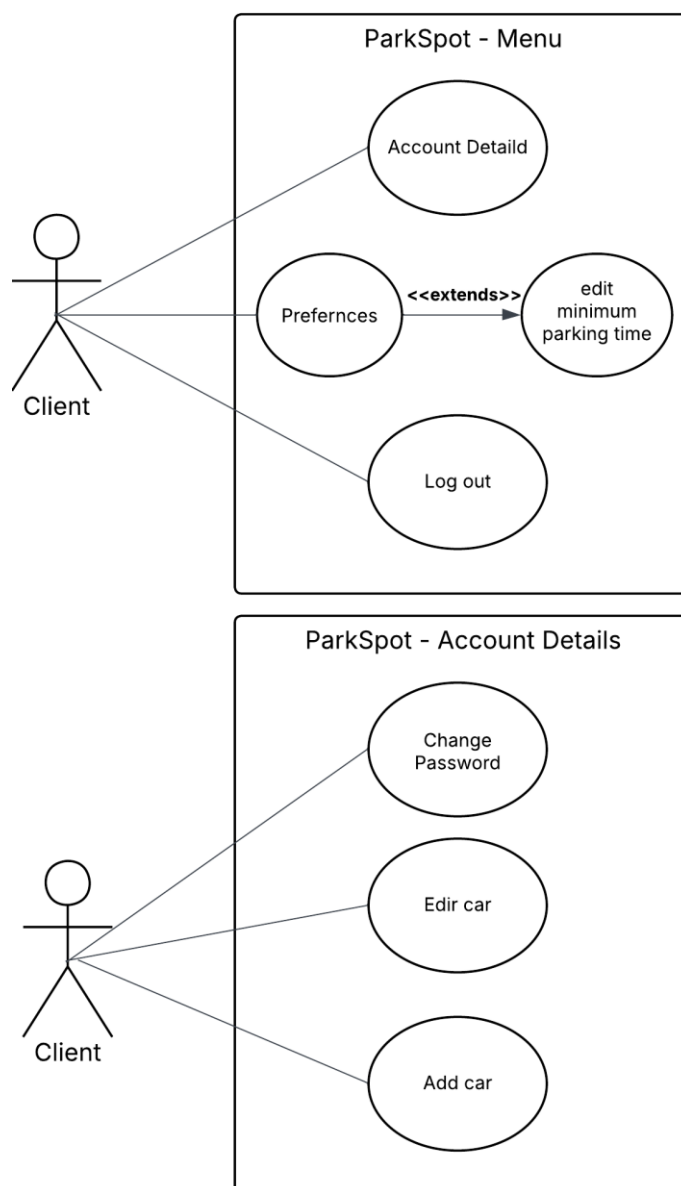 ParkSpot - Menu
Account Detaild
Prefernces
<<extends>>
edit
minimum
parking time
Client
Log out
ParkSpot - Account Details
Change
Password
Edir car
Client
Add car